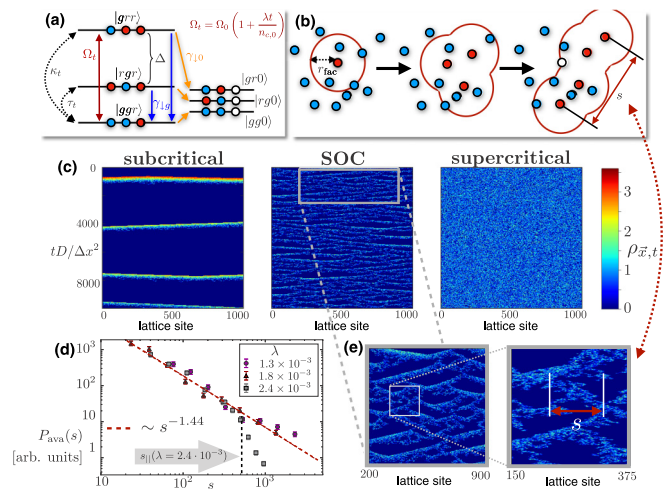 (a)
|grr⟩
Ω_t = Ω_0 ( 1 + λt / n_{e,0} )
Ω_t
Δ
γ_{↓0}
κ_t
|rgr⟩
|gr0⟩
τ_t
γ_{↓g}
|rg0⟩
|ggr⟩
|gg0⟩
(b)
r_fac
s
(c)
subcritical
SOC
supercritical
0
4000
tD/Δx²
8000
0 500 1000
lattice site
0 500 1000
lattice site
0 500 1000
lattice site
3
2
1
0
ρ_{x⃗,t}
(d)
10³
10²
10
1
P_ava(s)
[arb. units]
λ
1.3 × 10⁻³
1.8 × 10⁻³
2.4 × 10⁻³
∼ s^{-1.44}
s_{||}(λ = 2.4 · 10⁻³)
10²
s
10³
(e)
s
200
900
lattice site
150
375
lattice site